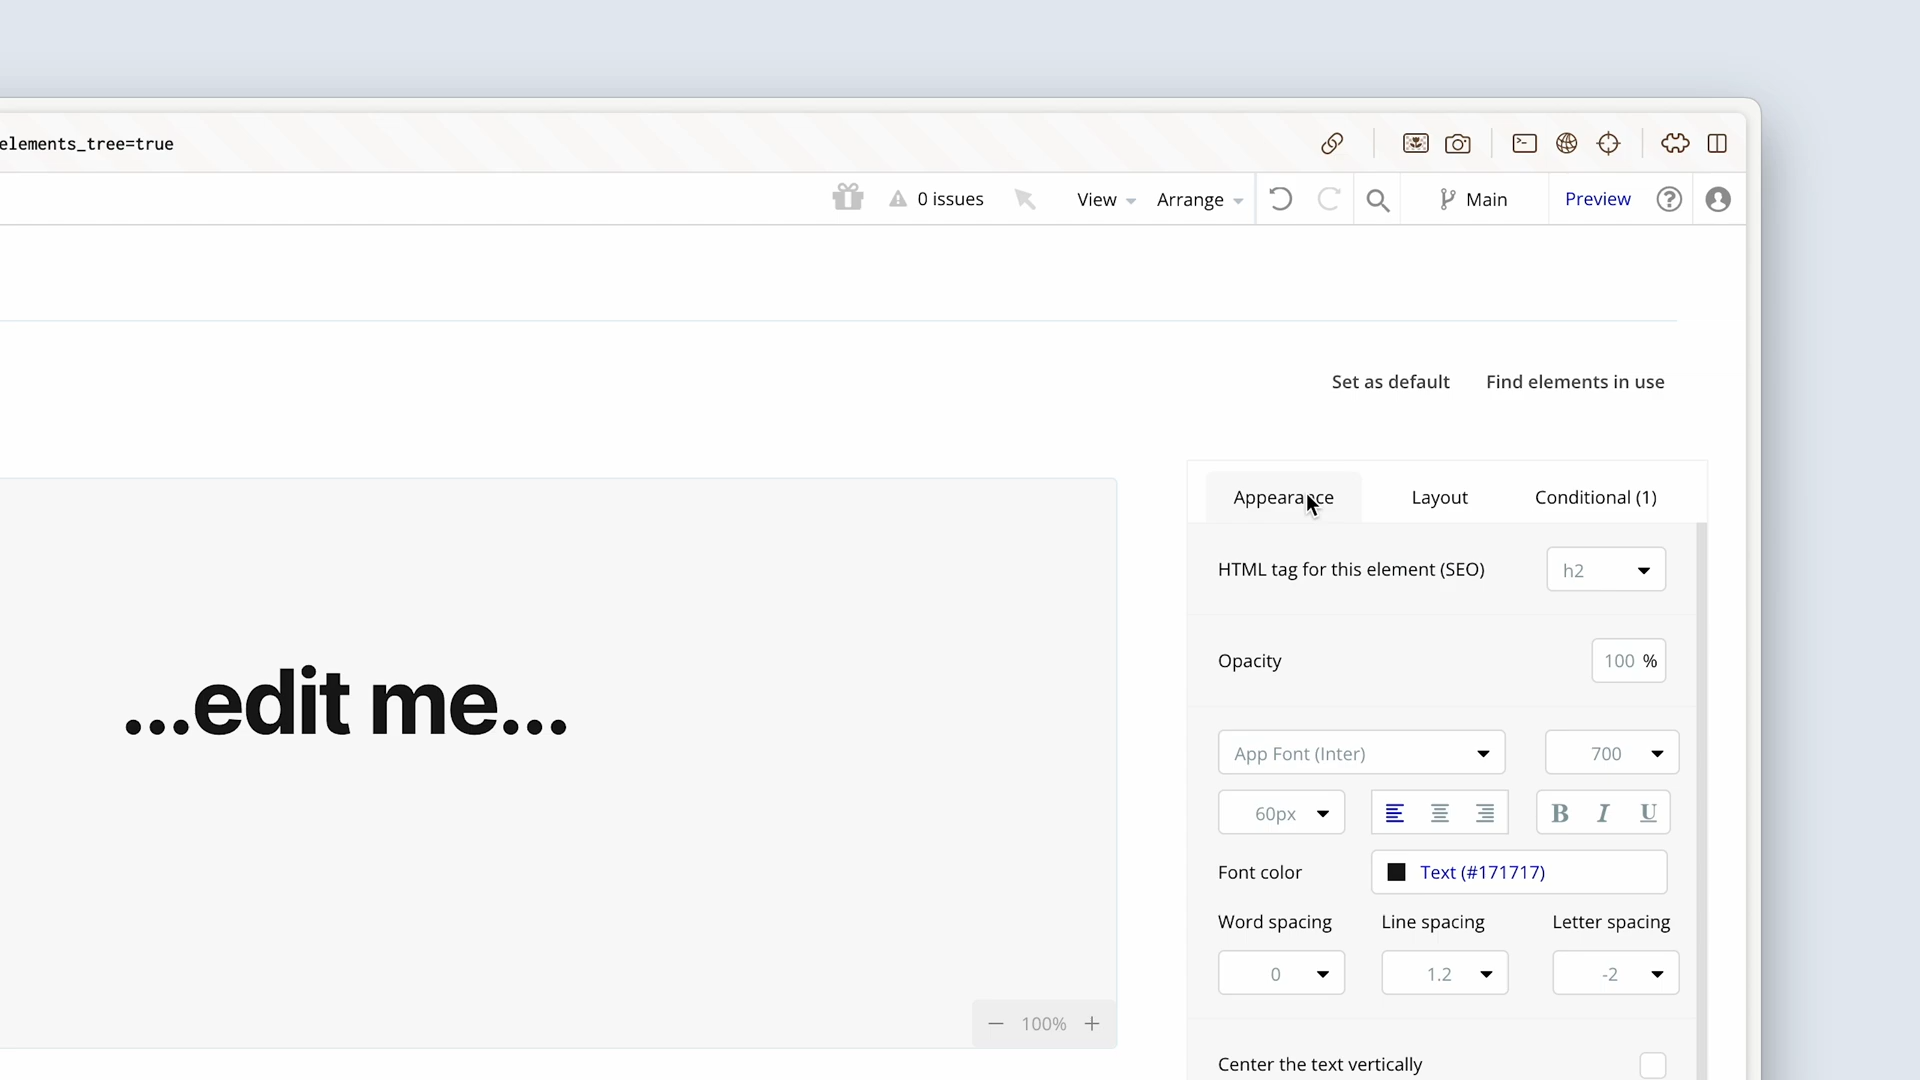 elements_tree=true
0 issues
View
Arrange
Main
Preview
Set as default
Find elements in use
Appearance
Layout
Conditional (1)
HTML tag for this element (SEO)
h2
Opacity
100 %
...edit me...
App Font (Inter)
700
60px
B I U
Font color
Text (#171717)
Word spacing
Line spacing
Letter spacing
0
1.2
-2
100%
Center the text vertically